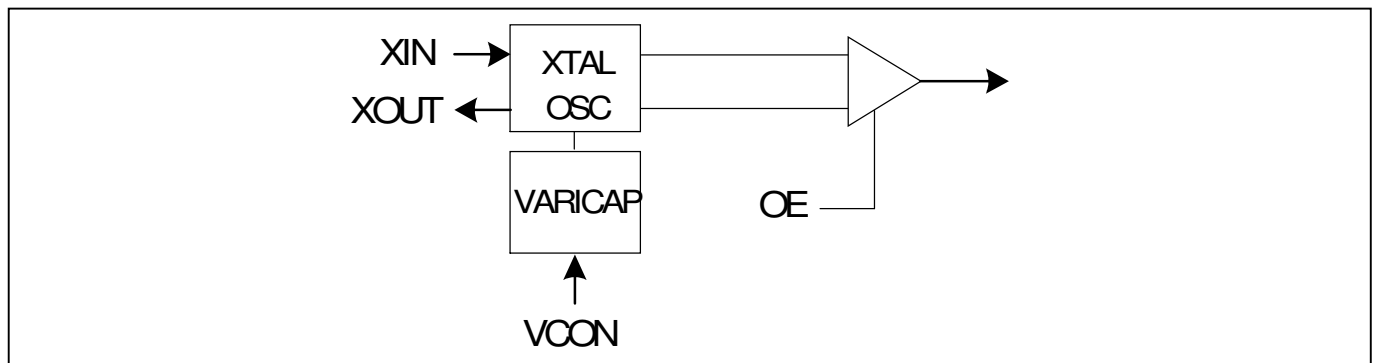 XIN
XTAL
XOUT
OSC
VARICAP
OE
VCON